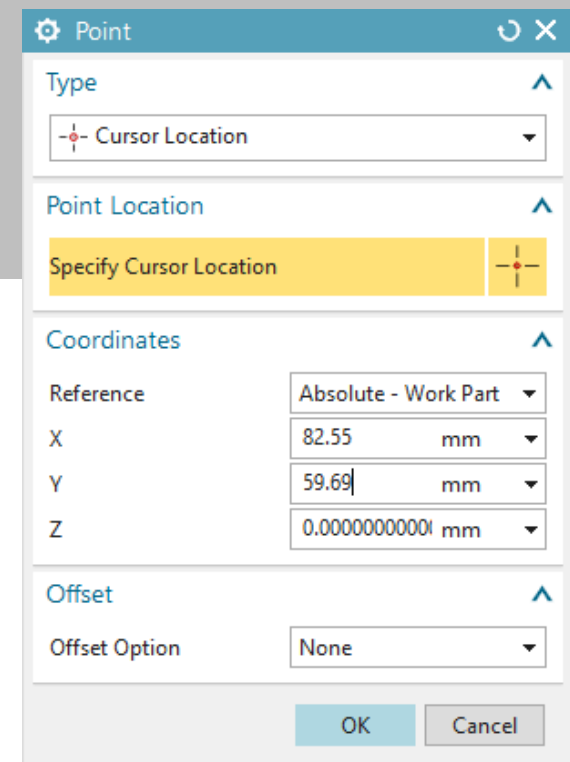 Point
Type
Cursor Location
Point Location
Specify Cursor Location
Coordinates
Reference Absolute - Work Part
X 82.55 mm
Y 59.69 mm
Z 0.0000000000 mm
Offset
Offset Option None
OK Cancel